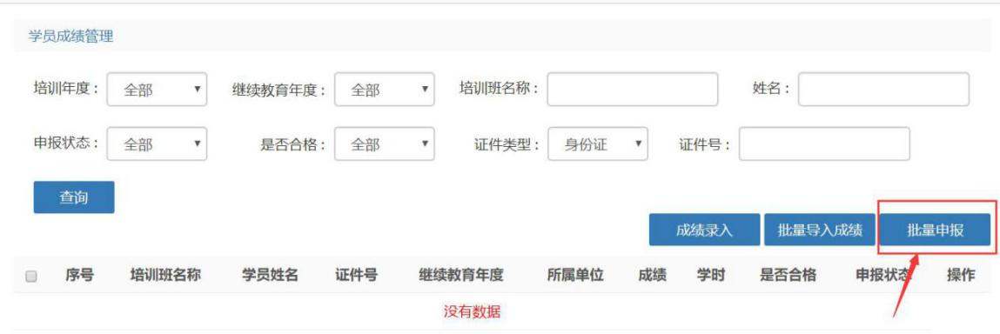 学员成绩管理
培训年度： 全部 继续教育年度： 全部 培训班名称： 姓名：
申报状态： 全部 是否合格： 全部 证件类型： 身份证 证件号：
查询
成绩录入 批量导入成绩 批量申报
序号 培训班名称 学员姓名 证件号 继续教育年度 所属单位 成绩 学时 是否合格 申报状态 操作
没有数据